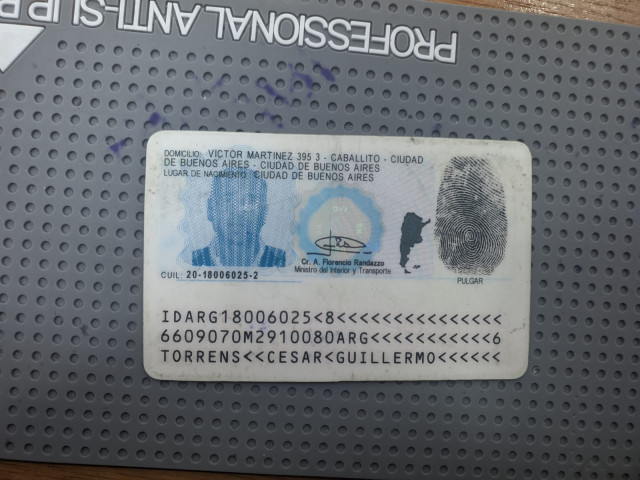 PROFESSIONAL ANTI-SLIP
DOMICILIO: VICTOR MARTINEZ 395 3 - CABALLITO - CIUDAD
DE BUENOS AIRES - CIUDAD DE BUENOS AIRES
LUGAR DE NACIMIENTO: CIUDAD DE BUENOS AIRES
Cr. A. Florencio Randazzo
Ministro del Interior y Transporte
CUIL: 20-18006025-2
PULGAR
IDARG18006025<8<<<<<<<<<<<<<<<
6609070M2910080ARG<<<<<<<<<<<6
TORRENS<<CESAR<GUILLERMO<<<<<<